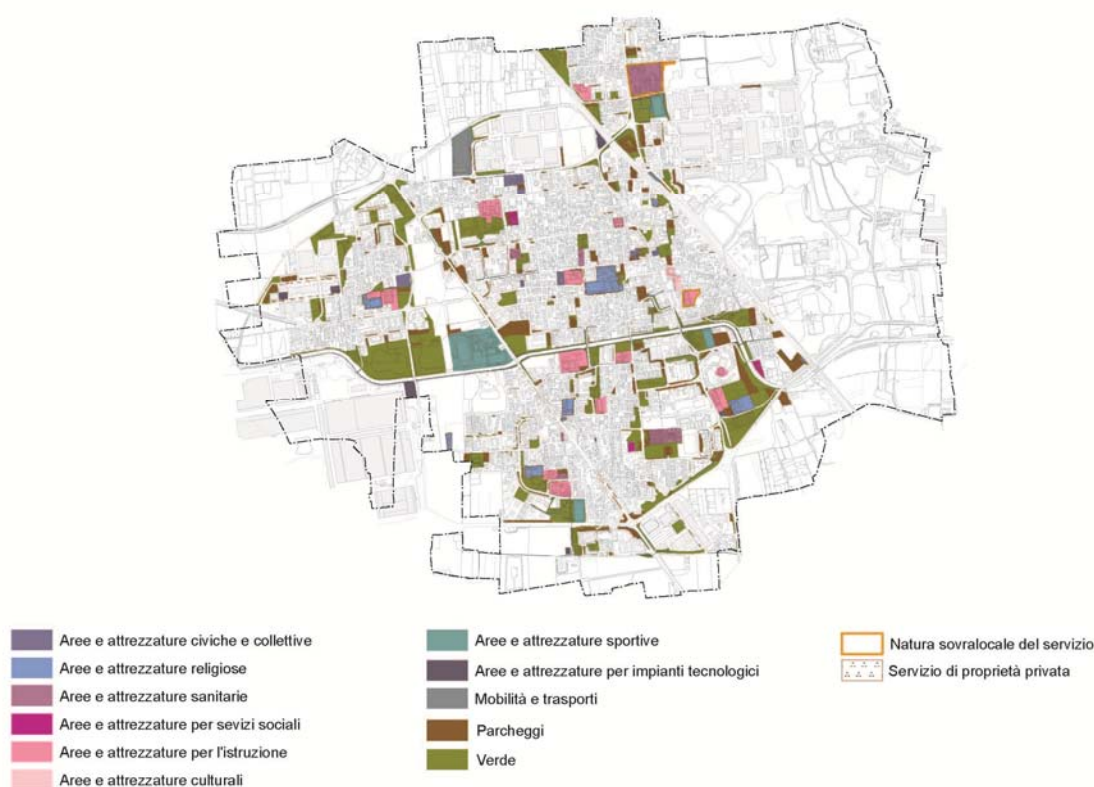 Aree e attrezzature civiche e collettive
Aree e attrezzature religiose
Aree e attrezzature sanitarie
Aree e attrezzature per sevizi sociali
Aree e attrezzature per l'istruzione
Aree e attrezzature culturali
Aree e attrezzature sportive
Aree e attrezzature per impianti tecnologici
Mobilità e trasporti
Parcheggi
Verde
Natura sovralocale del servizio
Servizio di proprietà privata